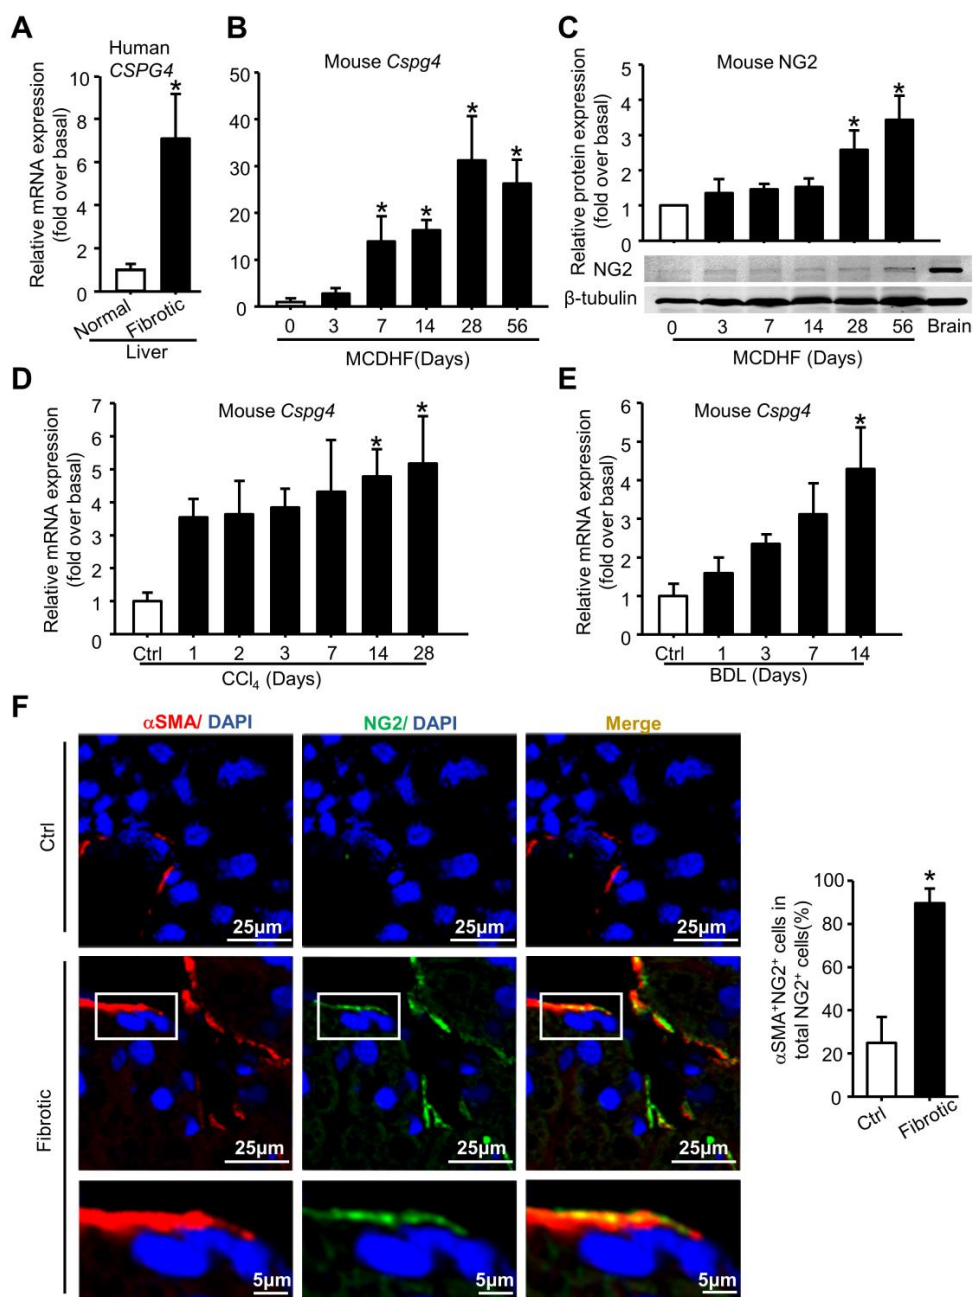 A
Human
CSPG4
Relative mRNA expression
(fold over basal)
10
8
6
4
2
0
*
Normal
Fibrotic
Liver
B
Mouse Cspg4
50
40
30
20
10
0
*
*
*
*
0 3 7 14 28 56
MCDHF(Days)
C
Mouse NG2
Relative protein expression
(fold over basal)
5
4
3
2
1
0
*
*
NG2
β-tubulin
0 3 7 14 28 56 Brain
MCDHF (Days)
D
Mouse Cspg4
Relative mRNA expression
(fold over basal)
7
6
5
4
3
2
1
0
*
*
Ctrl 1 2 3 7 14 28
CCl₄ (Days)
E
Mouse Cspg4
Relative mRNA expression
(fold over basal)
6
5
4
3
2
1
0
*
Ctrl 1 3 7 14
BDL (Days)
F
αSMA/ DAPI
NG2/ DAPI
Merge
Ctrl
25μm
25μm
25μm
Fibrotic
25μm
25μm
25μm
5μm
5μm
5μm
αSMA⁺NG2⁺ cells in
total NG2⁺ cells(%)
100
80
60
40
20
0
*
Ctrl
Fibrotic